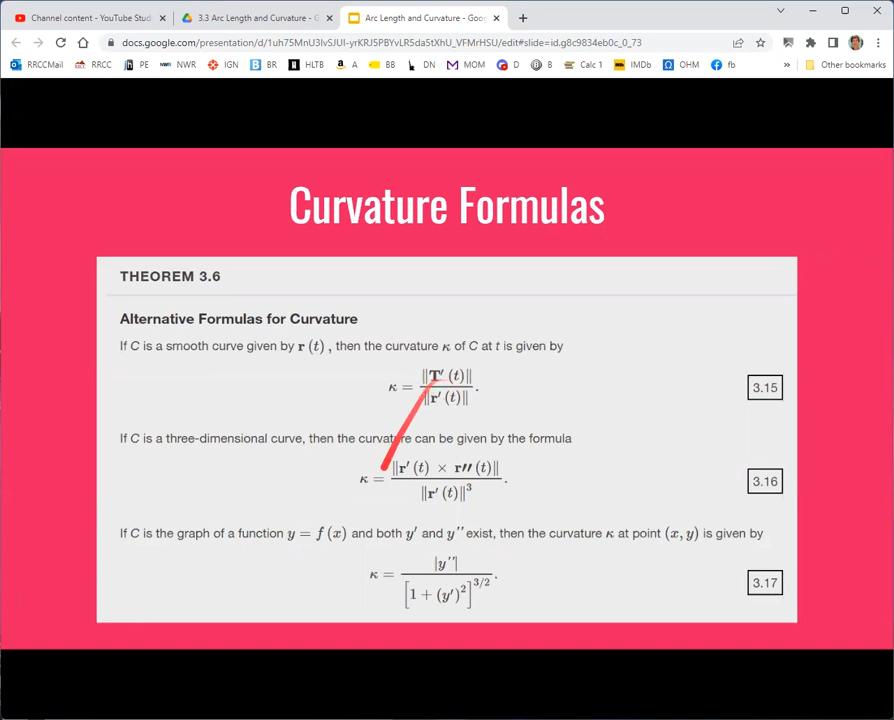 Channel content - YouTube Stud
3.3 Arc Length and Curvature - G
Arc Length and Curvature - Goo
docs.google.com/presentation/d/1uh75MnU3lvSJUl-yrKRJ5PBYvLR5da5tXhU_VFMrHSU/edit#slide=id.g8c9834eb0c_0_73
RRCCMail RRCC PE NWR IGN BR HLTB A BB DN MOM D B Calc 1 IMDb OHM fb » Other bookmarks
Curvature Formulas
THEOREM 3.6
Alternative Formulas for Curvature
If C is a smooth curve given by r (t) , then the curvature κ of C at t is given by
κ = ‖T′ (t)‖ / ‖r′ (t)‖ .
3.15
If C is a three-dimensional curve, then the curvature can be given by the formula
κ = ‖r′ (t) × r″ (t)‖ / ‖r′ (t)‖³ .
3.16
If C is the graph of a function y = f (x) and both y′ and y″ exist, then the curvature κ at point (x, y) is given by
κ = |y″| / [1 + (y′)²]^3/2 .
3.17